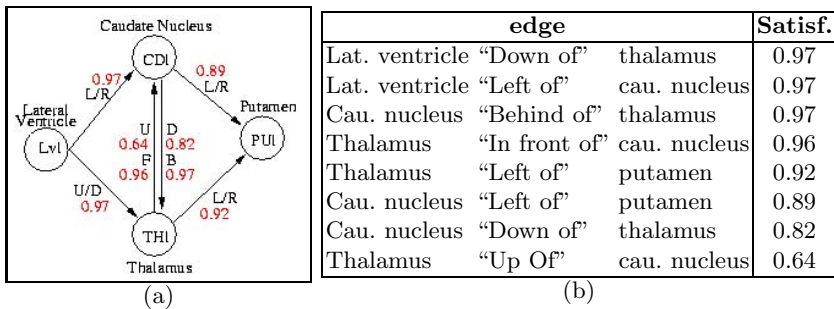 Caudate Nucleus
CDl
0.97
L/R
0.89
L/R
Lateral
Ventricle
Lvl
Putamen
PUl
U D
0.64 0.82
F B
0.96 0.97
U/D
0.97
L/R
0.92
THl
Thalamus
(a)
edge Satisf.
Lat. ventricle “Down of” thalamus 0.97
Lat. ventricle “Left of” cau. nucleus 0.97
Cau. nucleus “Behind of” thalamus 0.97
Thalamus “In front of” cau. nucleus 0.96
Thalamus “Left of” putamen 0.92
Cau. nucleus “Left of” putamen 0.89
Cau. nucleus “Down of” thalamus 0.82
Thalamus “Up Of” cau. nucleus 0.64
(b)